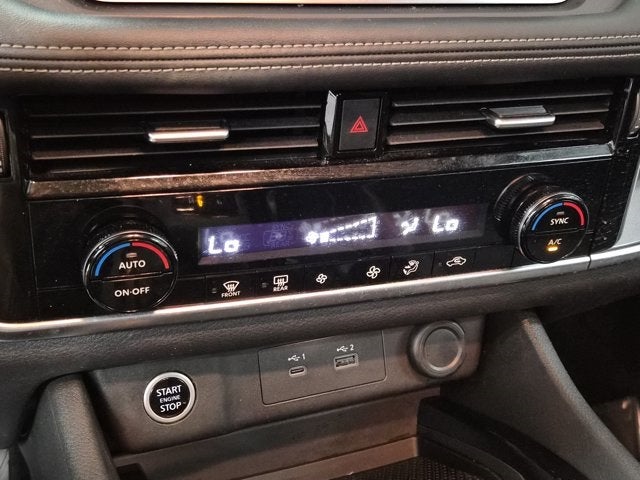 Lo
Lo
AUTO
ON·OFF
SYNC
A/C
FRONT
REAR
1
2
START
ENGINE
STOP